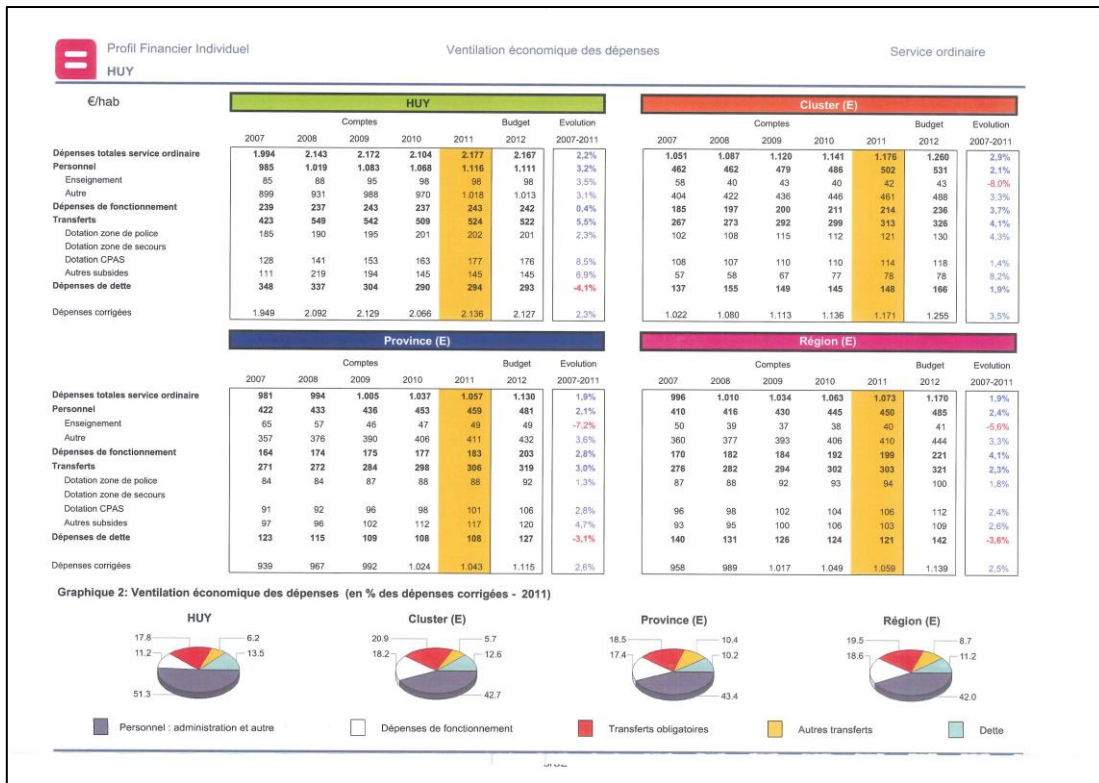 Profil Financier Individuel
HUY
Ventilation économique des dépenses
Service ordinaire
€/hab
HUY
Comptes Budget Evolution
2007 2008 2009 2010 2011 2012 2007-2011
Dépenses totales service ordinaire 1.994 2.143 2.172 2.104 2.177 2.167 2,2%
Personnel 985 1.019 1.083 1.068 1.116 1.111 3,2%
Enseignement 85 88 95 98 98 98 3,5%
Autre 899 931 988 970 1.018 1.013 3,1%
Dépenses de fonctionnement 239 237 243 237 243 242 0,4%
Transferts 423 549 542 509 524 522 5,5%
Dotation zone de police 185 190 195 201 202 201 2,3%
Dotation zone de secours
Dotation CPAS 128 141 153 163 177 176 8,5%
Autres subsides 111 219 194 145 145 145 6,9%
Dépenses de dette 348 337 304 290 294 293 -4,1%
Dépenses corrigées 1.949 2.092 2.129 2.066 2.136 2.127 2,3%
Cluster (E)
Comptes Budget Evolution
2007 2008 2009 2010 2011 2012 2007-2011
1.051 1.087 1.120 1.141 1.176 1.260 2,9%
462 462 479 486 502 531 2,1%
58 40 43 40 42 43 -8,0%
404 422 436 446 461 488 3,3%
185 197 200 211 214 236 3,7%
267 273 292 299 313 326 4,1%
102 108 115 112 121 130 4,3%
108 107 110 110 114 118 1,4%
57 58 67 77 78 78 8,2%
137 155 149 145 148 166 1,9%
1.022 1.080 1.113 1.136 1.171 1.255 3,5%
Province (E)
Comptes Budget Evolution
2007 2008 2009 2010 2011 2012 2007-2011
Dépenses totales service ordinaire 981 994 1.005 1.037 1.057 1.130 1,9%
Personnel 422 433 436 453 459 481 2,1%
Enseignement 65 57 46 47 49 49 -7,2%
Autre 357 376 390 406 411 432 3,6%
Dépenses de fonctionnement 164 174 175 177 183 203 2,8%
Transferts 271 272 284 298 306 319 3,0%
Dotation zone de police 84 84 87 88 88 92 1,3%
Dotation zone de secours
Dotation CPAS 91 92 96 98 101 106 2,8%
Autres subsides 97 96 102 112 117 120 4,7%
Dépenses de dette 123 115 109 108 108 127 -3,1%
Dépenses corrigées 939 967 992 1.024 1.043 1.115 2,6%
Région (E)
Comptes Budget Evolution
2007 2008 2009 2010 2011 2012 2007-2011
996 1.010 1.034 1.063 1.073 1.170 1,9%
410 416 430 445 450 485 2,4%
50 39 37 38 40 41 -5,6%
360 377 393 406 410 444 3,3%
170 182 184 192 199 221 4,1%
276 282 294 302 303 321 2,3%
87 88 92 93 94 100 1,8%
96 98 102 104 106 112 2,4%
93 95 100 106 103 109 2,6%
140 131 126 124 121 142 -3,6%
958 989 1.017 1.049 1.059 1.139 2,5%
Graphique 2: Ventilation économique des dépenses (en % des dépenses corrigées - 2011)
HUY
17.8 6.2
11.2 13.5
51.3
Cluster (E)
20.9 5.7
18.2 12.6
42.7
Province (E)
18.5 10.4
17.4 10.2
43.4
Région (E)
19.5 8.7
18.6 11.2
42.0
Personnel : administration et autre Dépenses de fonctionnement Transferts obligatoires Autres transferts Dette